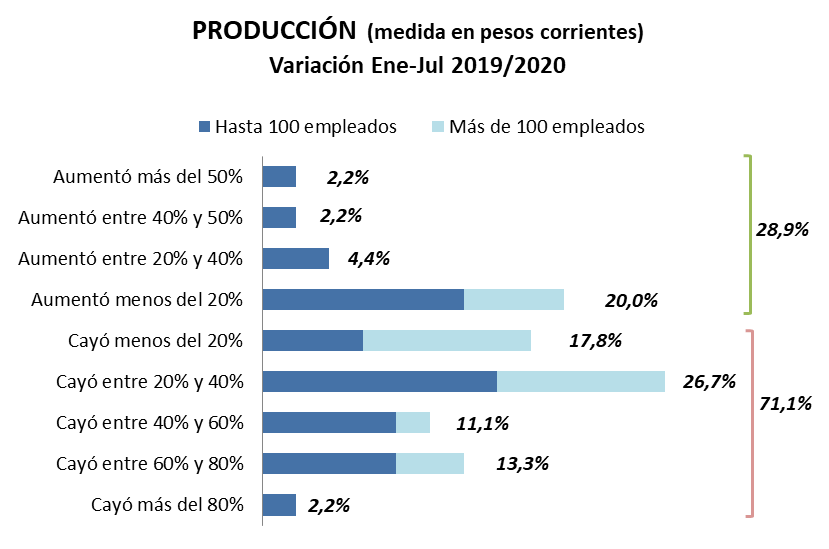 PRODUCCIÓN (medida en pesos corrientes)
Variación Ene-Jul 2019/2020
Hasta 100 empleados Más de 100 empleados
Aumentó más del 50% 2,2%
Aumentó entre 40% y 50% 2,2%
28,9%
Aumentó entre 20% y 40% 4,4%
Aumentó menos del 20% 20,0%
Cayó menos del 20% 17,8%
Cayó entre 20% y 40% 26,7%
71,1%
Cayó entre 40% y 60% 11,1%
Cayó entre 60% y 80% 13,3%
Cayó más del 80% 2,2%